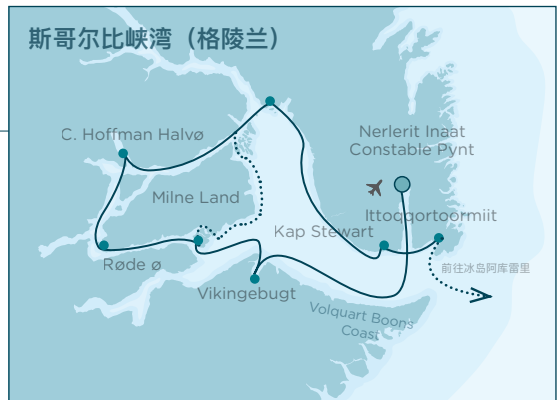 斯哥尔比峡湾（格陵兰）
C. Hoffman Halvø
Nerlerit Inaat
Constable Pynt
Milne Land
Ittoqqortoormiit
Kap Stewart
Røde ø
前往冰岛阿库雷里
Vikingebugt
Volquart Boons
Coast